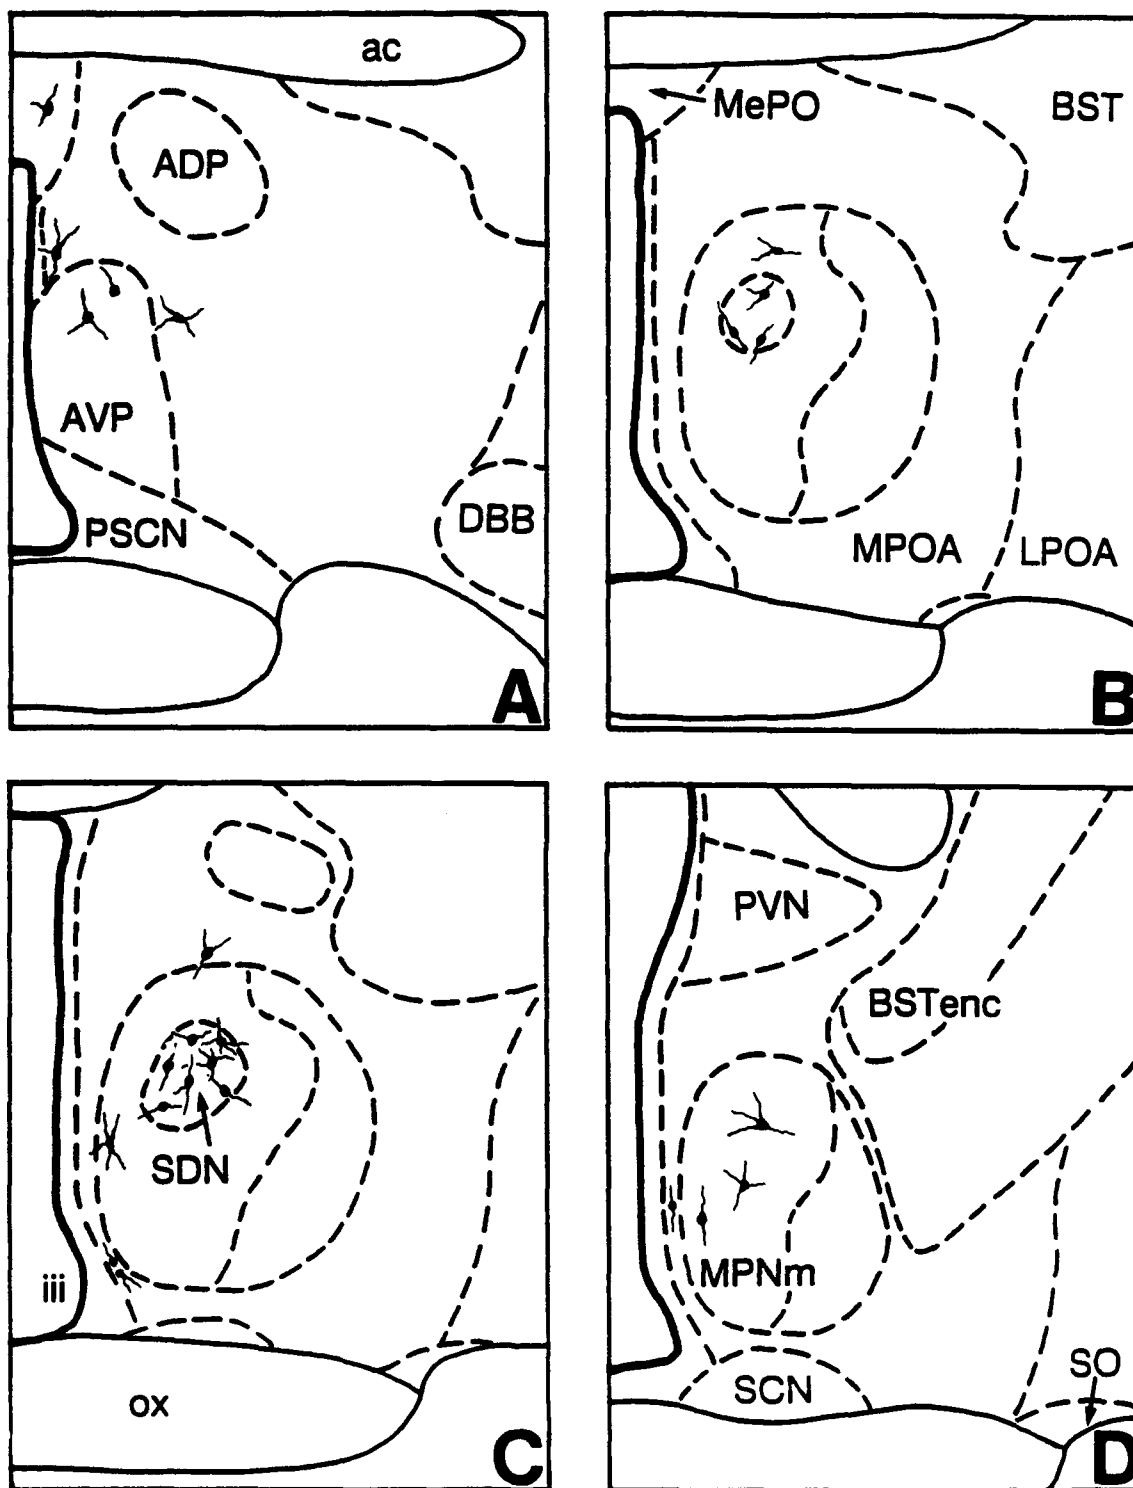 ac
ADP
AVP
PSCN
DBB
A
MePO
BST
MPOA
LPOA
B
SDN
iii
ox
C
PVN
BSTenc
MPNm
SCN
SO
D